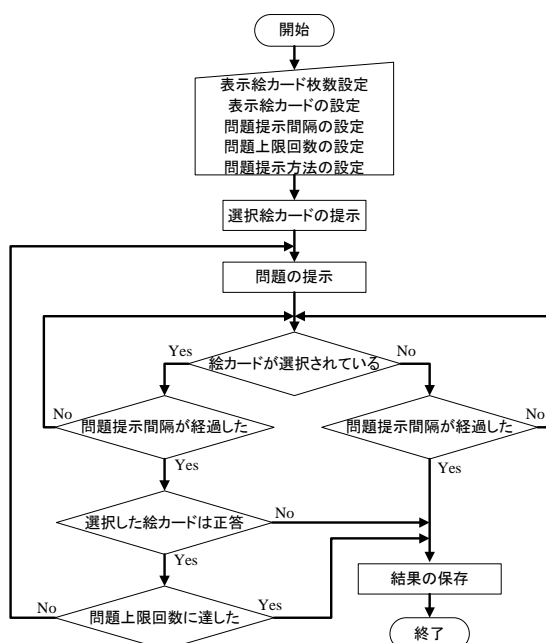 開始
表示絵カード枚数設定
表示絵カードの設定
問題提示間隔の設定
問題上限回数の設定
問題提示方法の設定
選択絵カードの提示
問題の提示
Yes
絵カードが選択されている
No
No
問題提示間隔が経過した
問題提示間隔が経過した
No
Yes
Yes
選択した絵カードは正答
No
Yes
結果の保存
No
問題上限回数に達した
Yes
終了